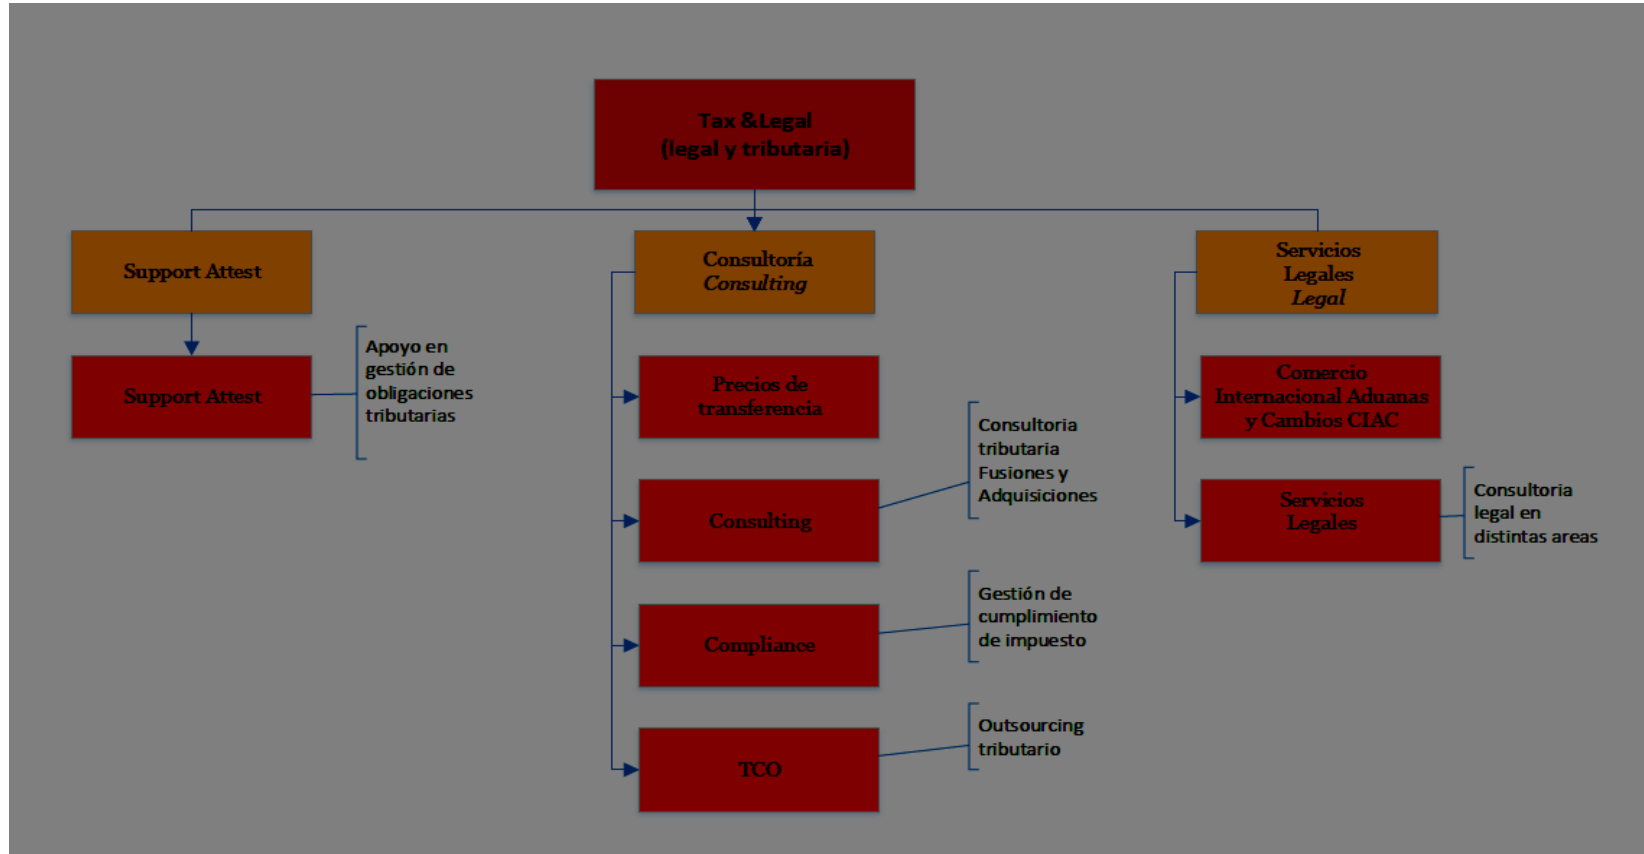 Tax &Legal
(legal y tributaria)
Support Attest
Consultoría
Consulting
Servicios
Legales
Legal
Support Attest
Apoyo en
gestión de
obligaciones
tributarias
Precios de
transferencia
Consulting
Consultoria
tributaria
Fusiones y
Adquisiciones
Compliance
Gestión de
cumplimiento
de impuesto
TCO
Outsourcing
tributario
Comercio
Internacional Aduanas
y Cambios CIAC
Servicios
Legales
Consultoria
legal en
distintas areas